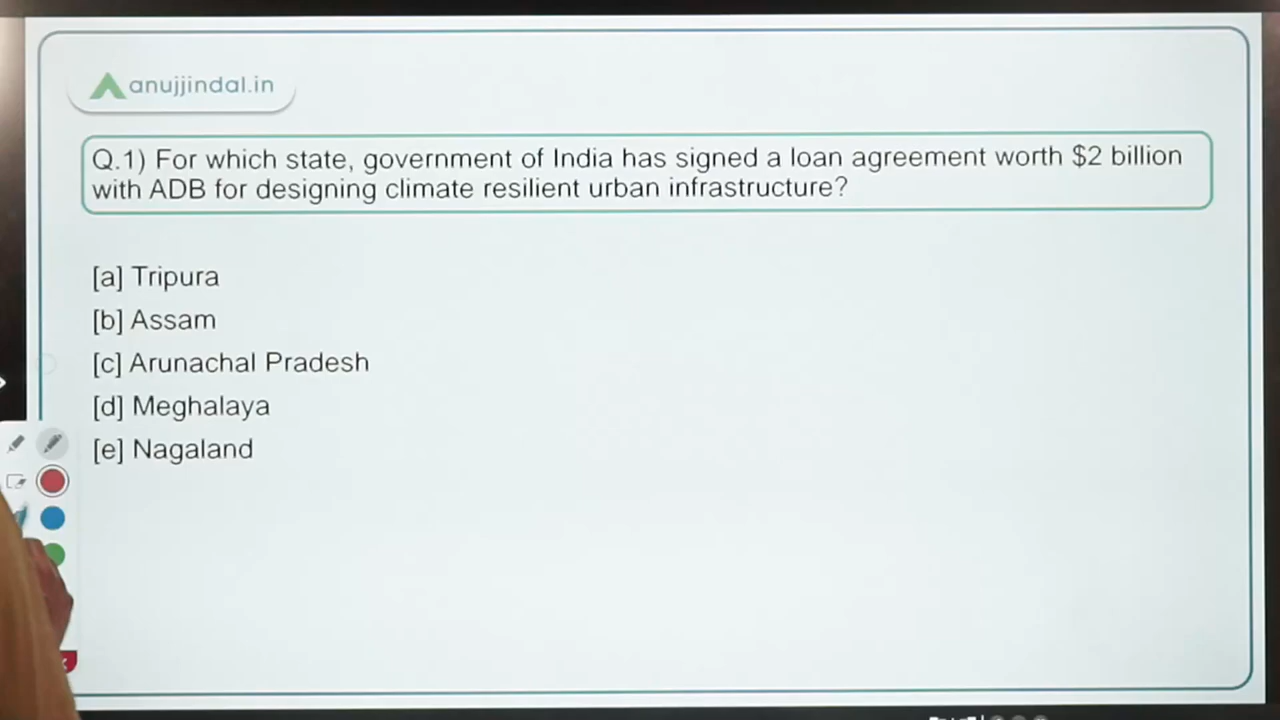 anujjindal.in
Q.1) For which state, government of India has signed a loan agreement worth $2 billion
with ADB for designing climate resilient urban infrastructure?
[a] Tripura
[b] Assam
[c] Arunachal Pradesh
[d] Meghalaya
[e] Nagaland